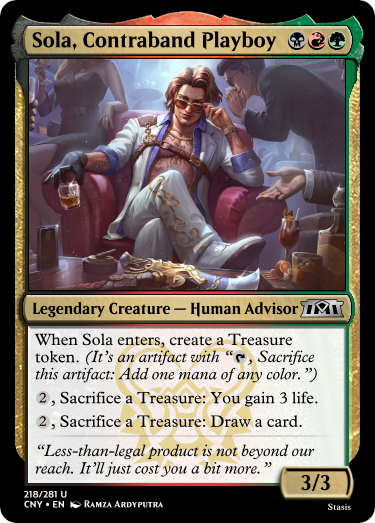 Sola, Contraband Playboy
Legendary Creature — Human Advisor
When Sola enters, create a Treasure
token. (It's an artifact with “, Sacrifice
this artifact: Add one mana of any color.”)
2, Sacrifice a Treasure: You gain 3 life.
2, Sacrifice a Treasure: Draw a card.
“Less-than-legal product is not beyond our
reach. It'll just cost you a bit more.”
3/3
218/281 U
CNY • EN Ramza Ardyputra
Stasis